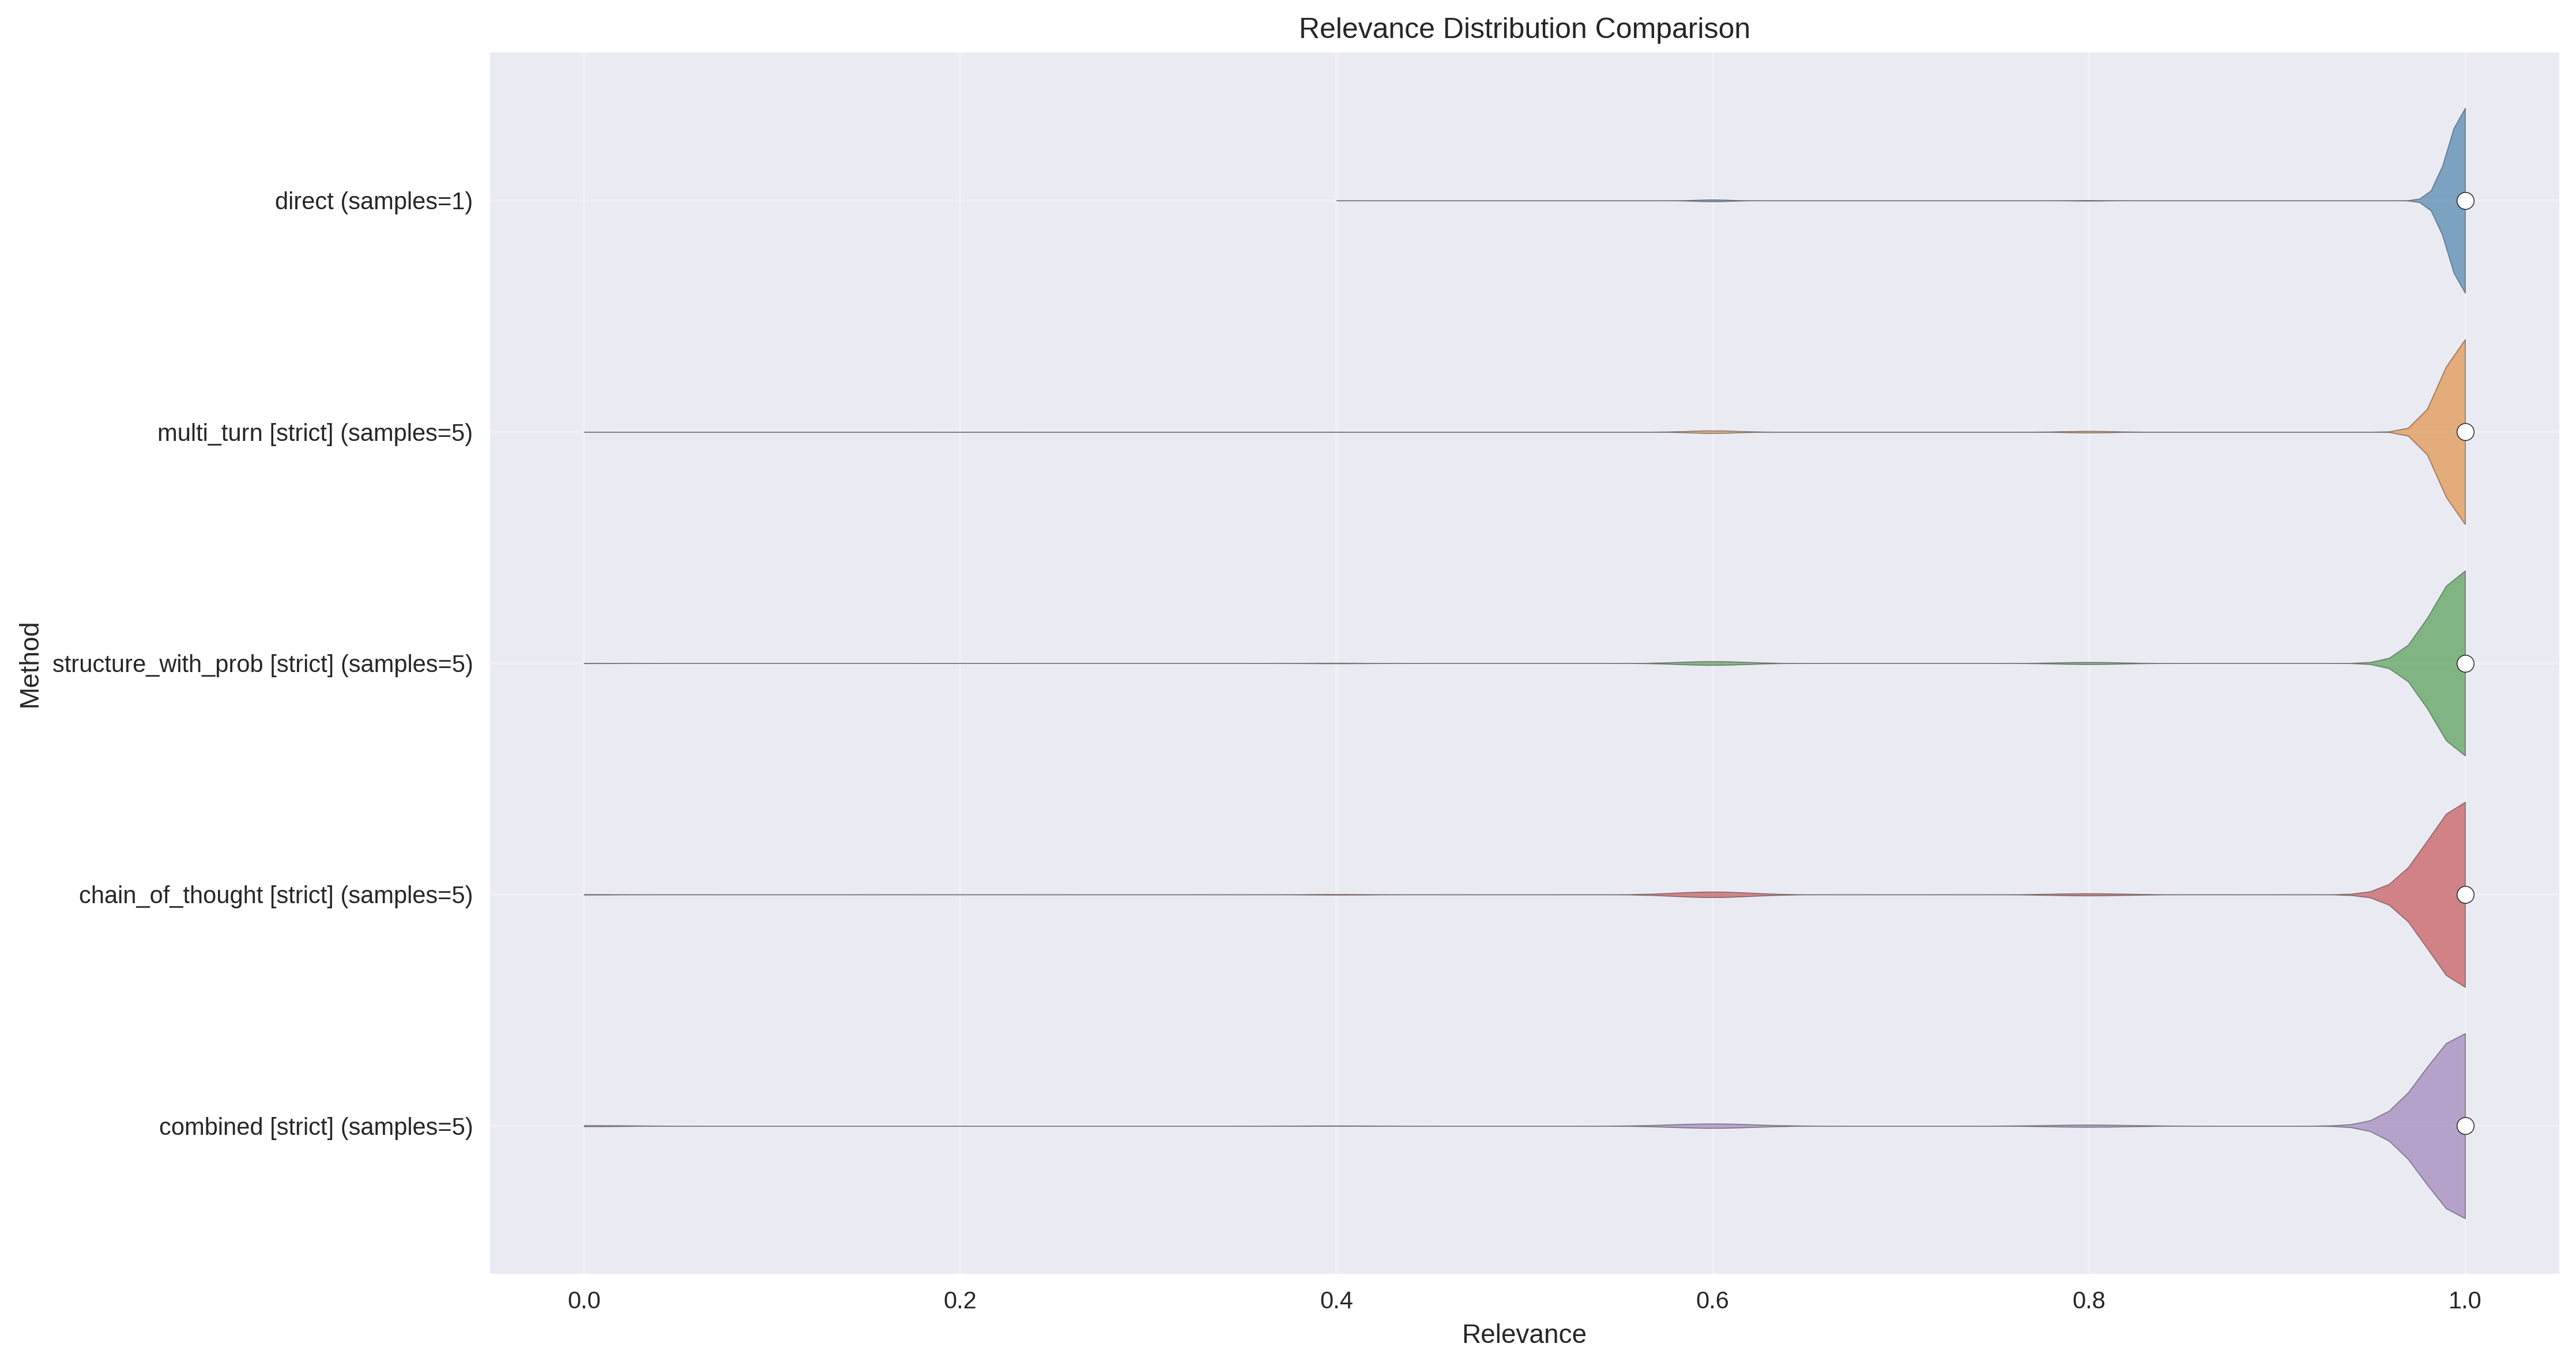 Relevance Distribution Comparison
direct (samples=1)
multi_turn [strict] (samples=5)
structure_with_prob [strict] (samples=5)
chain_of_thought [strict] (samples=5)
combined [strict] (samples=5)
Method
0.0 0.2 0.4 0.6 0.8 1.0
Relevance